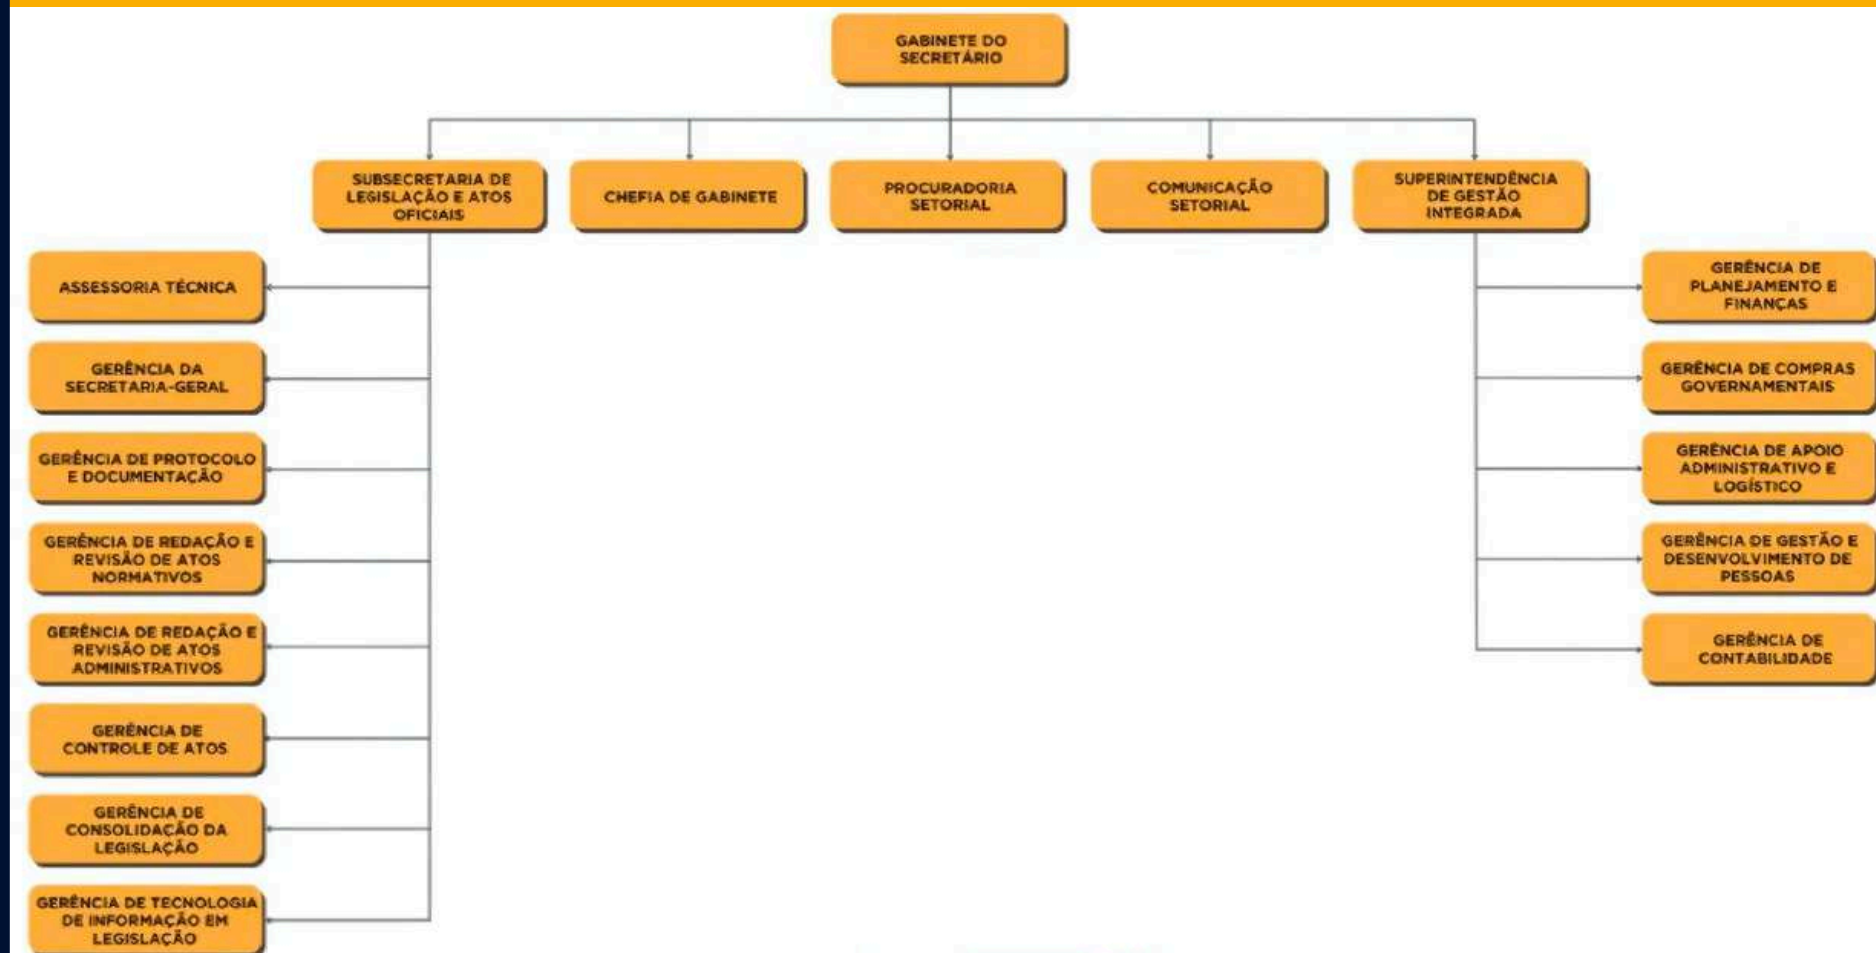 GABINETE DO
SECRETÁRIO
SUBSECRETARIA DE
LEGISLAÇÃO E ATOS
OFICIAIS
CHEFIA DE GABINETE
PROCURADORIA
SETORIAL
COMUNICAÇÃO
SETORIAL
SUPERINTENDÊNCIA
DE GESTÃO
INTEGRADA
ASSESSORIA TÉCNICA
GERÊNCIA DA
SECRETARIA-GERAL
GERÊNCIA DE PROTOCOLO
E DOCUMENTAÇÃO
GERÊNCIA DE REDAÇÃO E
REVISÃO DE ATOS
NORMATIVOS
GERÊNCIA DE REDAÇÃO E
REVISÃO DE ATOS
ADMINISTRATIVOS
GERÊNCIA DE
CONTROLE DE ATOS
GERÊNCIA DE
CONSOLIDAÇÃO DA
LEGISLAÇÃO
GERÊNCIA DE TECNOLOGIA
DE INFORMAÇÃO EM
LEGISLAÇÃO
GERÊNCIA DE
PLANEJAMENTO E
FINANÇAS
GERÊNCIA DE COMPRAS
GOVERNAMENTAIS
GERÊNCIA DE APOIO
ADMINISTRATIVO E
LOGÍSTICO
GERÊNCIA DE GESTÃO E
DESENVOLVIMENTO DE
PESSOAS
GERÊNCIA DE
CONTABILIDADE